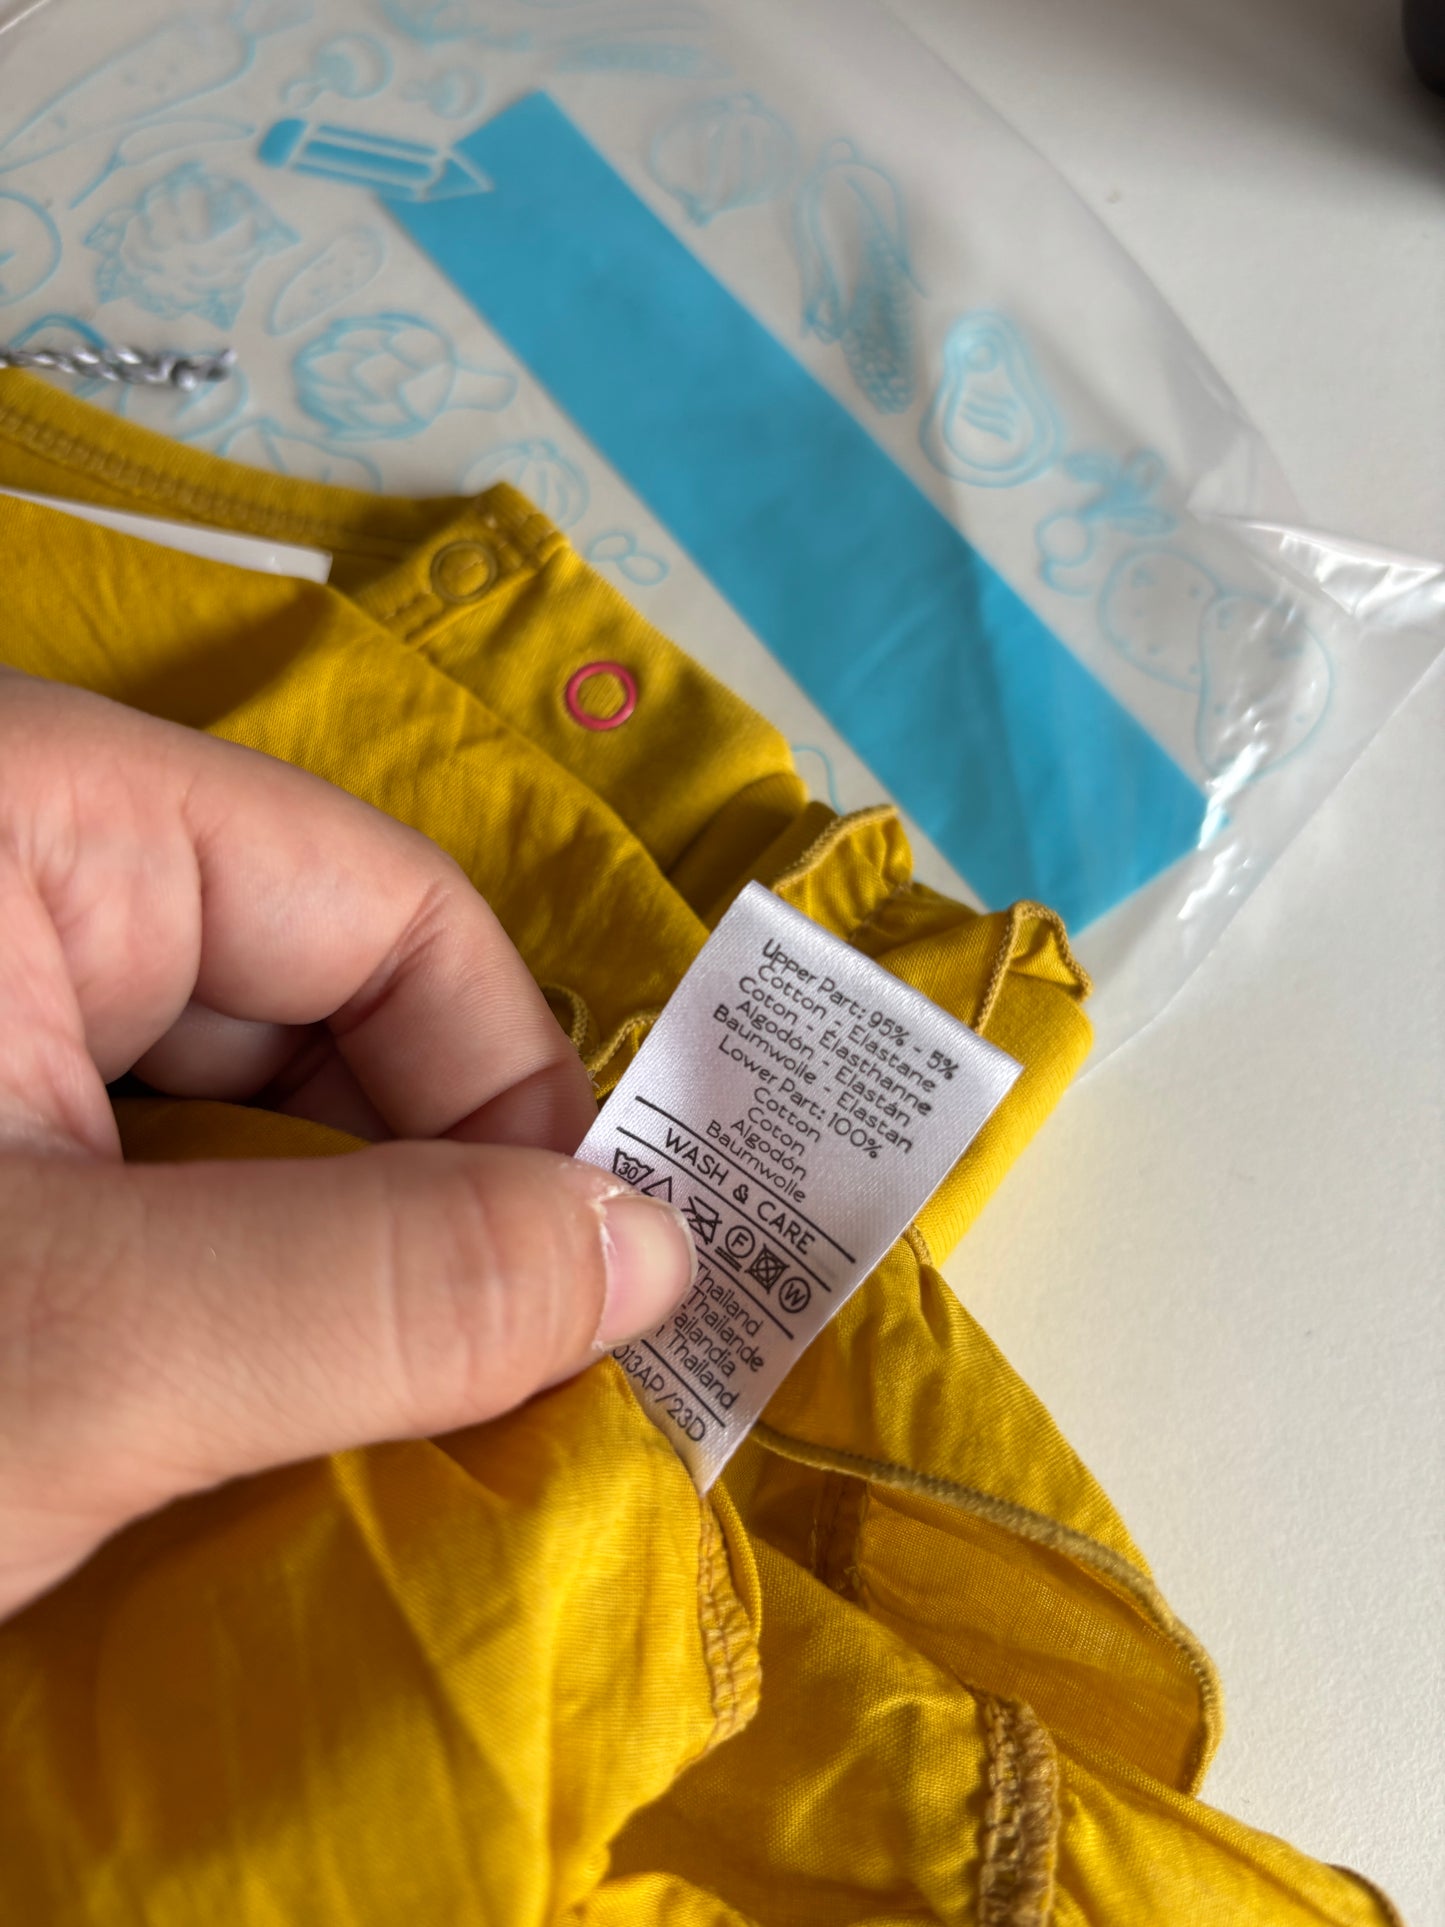 Upper Part: 95% - 5%
Cotton - Elastane
Coton - Élasthanne
Algodón - Elastán
Baumwolle - Elastan
Lower Part: 100%
Cotton
Coton
Algodón
Baumwolle
WASH & CARE
30 F W
Thailand
Thaïlande
Tailandia
Thailand
013AP/23D